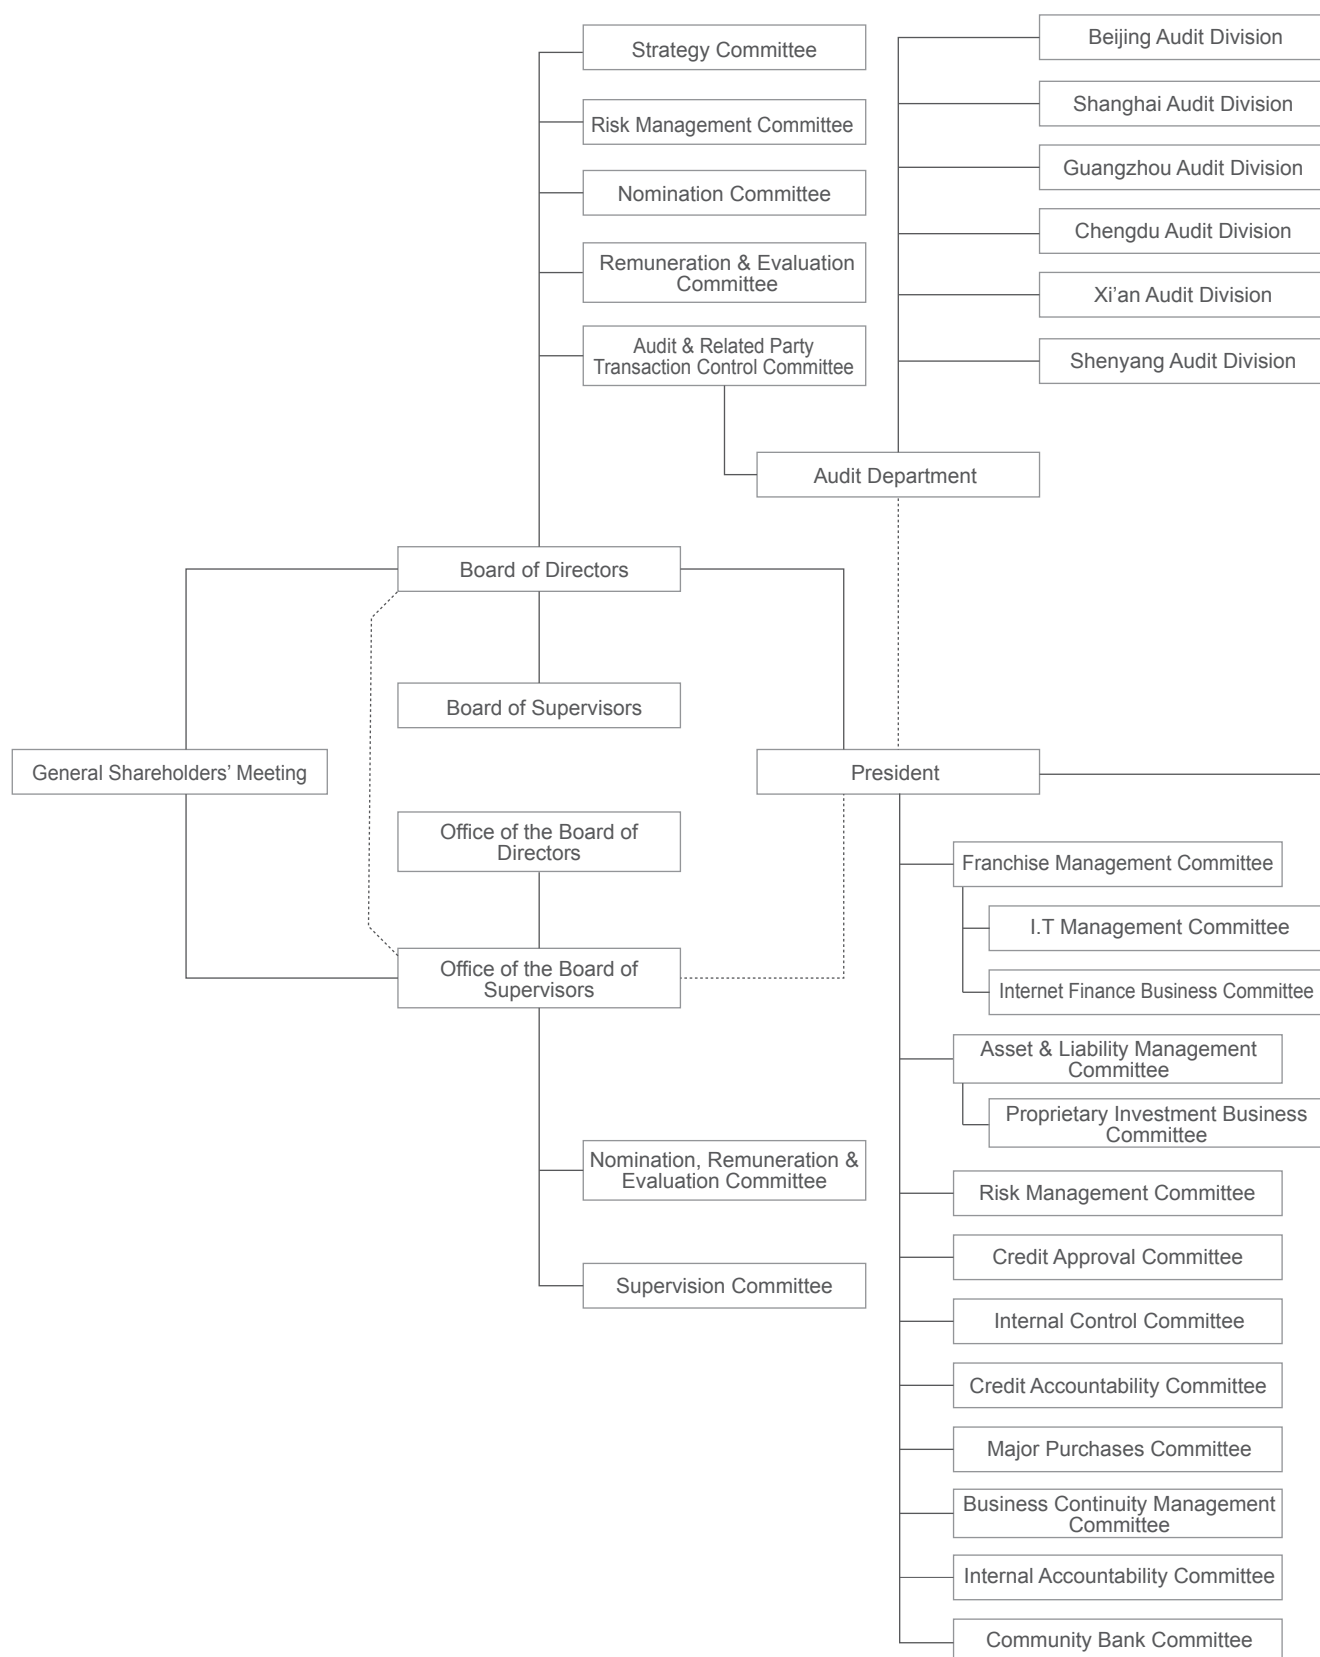 Strategy Committee
Risk Management Committee
Nomination Committee
Remuneration & Evaluation
Committee
Audit & Related Party
Transaction Control Committee
Beijing Audit Division
Shanghai Audit Division
Guangzhou Audit Division
Chengdu Audit Division
Xi’an Audit Division
Shenyang Audit Division
Audit Department
Board of Directors
Board of Supervisors
General Shareholders’ Meeting
President
Office of the Board of
Directors
Office of the Board of
Supervisors
Nomination, Remuneration &
Evaluation Committee
Supervision Committee
Franchise Management Committee
I.T Management Committee
Internet Finance Business Committee
Asset & Liability Management
Committee
Proprietary Investment Business
Committee
Risk Management Committee
Credit Approval Committee
Internal Control Committee
Credit Accountability Committee
Major Purchases Committee
Business Continuity Management
Committee
Internal Accountability Committee
Community Bank Committee